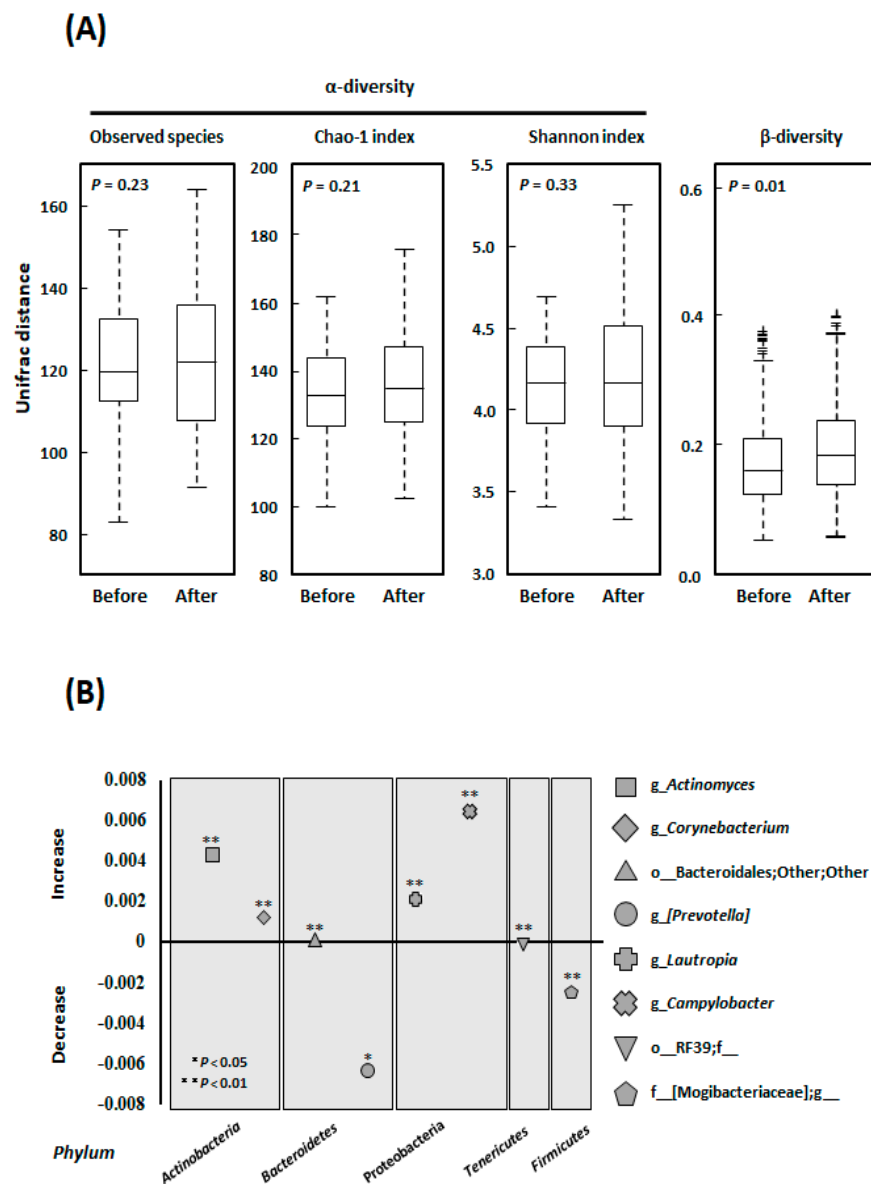 (A)
α-diversity
Observed species Chao-1 index Shannon index β-diversity
Unifrac distance
P = 0.23
160
140
120
100
80
Before After
P = 0.21
200
180
160
140
120
100
80
Before After
P = 0.33
5.5
5.0
4.5
4.0
3.5
3.0
Before After
P = 0.01
0.6
0.4
0.2
0.0
Before After
(B)
Increase
Decrease
0.008
0.006
0.004
0.002
0
-0.002
-0.004
-0.006
-0.008
**
**
**
*
**
**
**
**
* P < 0.05
** P < 0.01
Phylum
Actinobacteria
Bacteroidetes
Proteobacteria
Tenericutes
Firmicutes
g_Actinomyces
g_Corynebacterium
o__Bacteroidales;Other;Other
g_[Prevotella]
g_Lautropia
g_Campylobacter
o__RF39;f__
f__[Mogibacteriaceae];g__